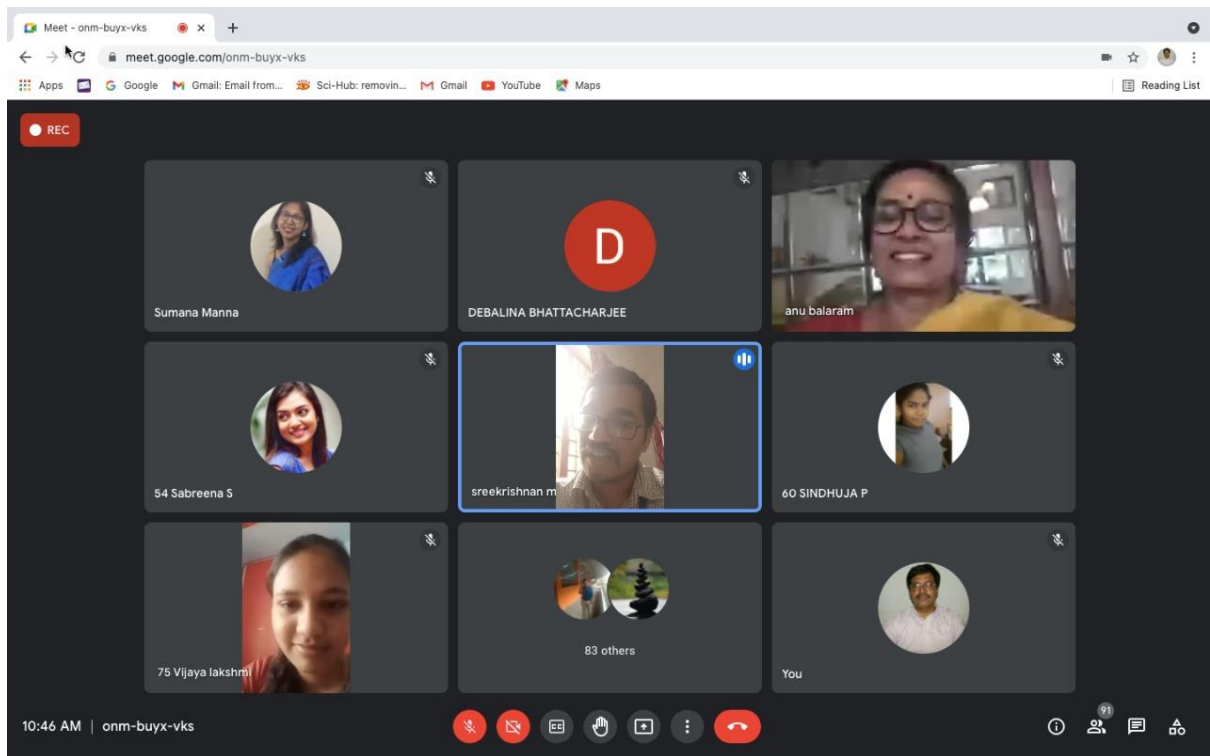 Meet - onm-buyx-vks
meet.google.com/onm-buyx-vks
Apps Google Gmail: Email from... Sci-Hub: removin... Gmail YouTube Maps Reading List
REC
Sumana Manna
D
DEBALINA BHATTACHARJEE
anu balaram
54 Sabreena S
sreekrishnan m
60 SINDHUJA P
75 Vijaya lakshmi
83 others
You
10:46 AM | onm-buyx-vks
CC
91